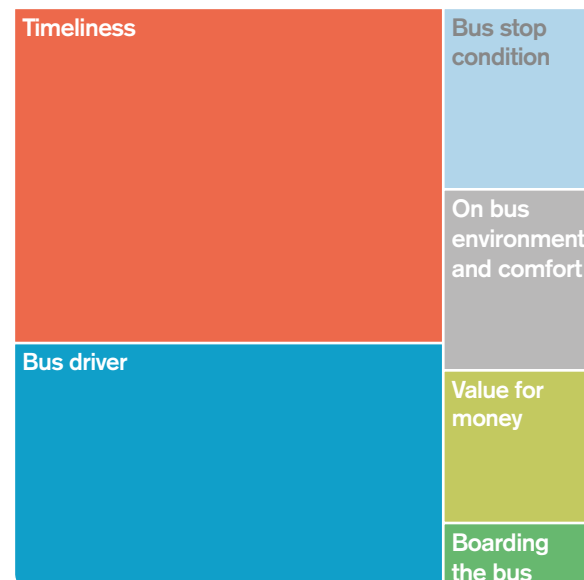 Timeliness
Bus stop
condition
On bus
environment
and comfort
Bus driver
Value for
money
Boarding
the bus